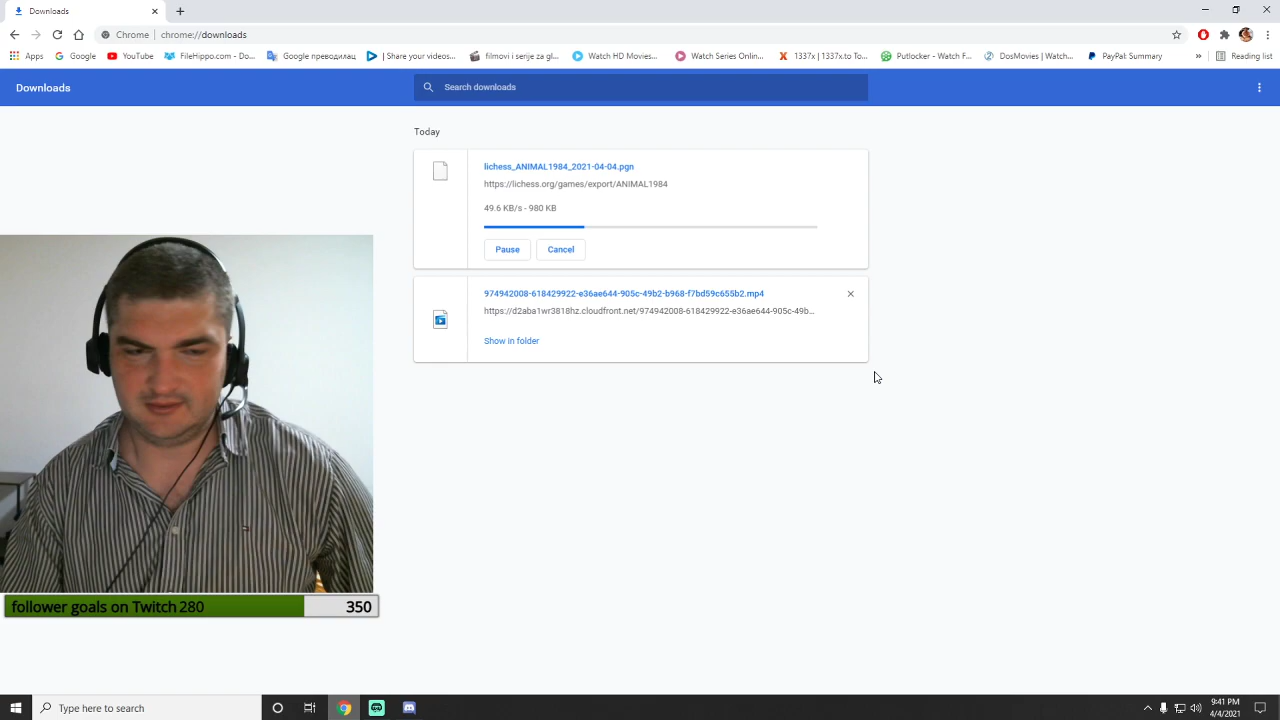 Downloads
Chrome | chrome://downloads
Apps
Google
YouTube
FileHippo.com - Do...
Google преводилац
| Share your videos...
filmovi i serije za gl...
Watch HD Movies...
Watch Series Online...
1337x | 1337x.to To...
Putlocker - Watch F...
DosMovies | Watch...
PayPal: Summary
»
Reading list
Downloads
Search downloads
Today
lichess_ANIMAL1984_2021-04-04.pgn
https://lichess.org/games/export/ANIMAL1984
49.6 KB/s - 980 KB
Pause
Cancel
974942008-618429922-e36ae644-905c-49b2-b968-f7bd59c655b2.mp4
https://d2aba1wr3818hz.cloudfront.net/974942008-618429922-e36ae644-905c-49b...
Show in folder
follower goals on Twitch 280
350
Type here to search
9:41 PM
4/4/2021